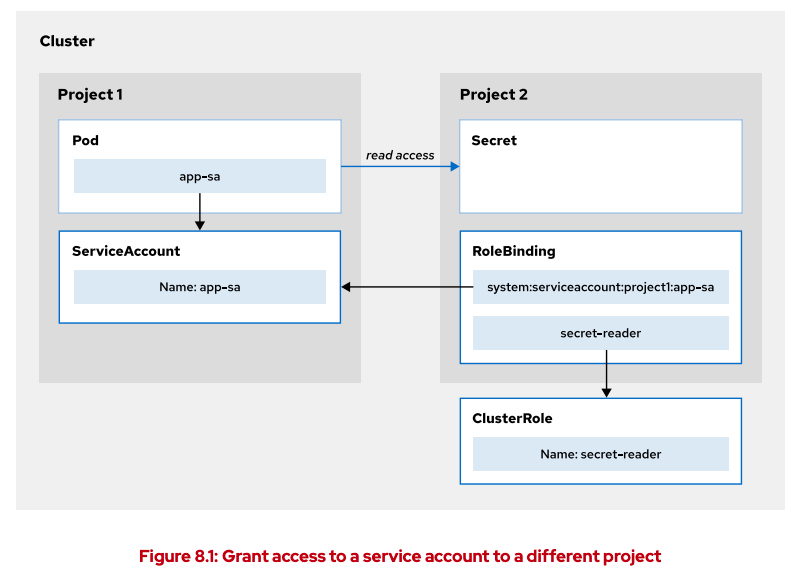 Cluster
Project 1
Pod
app-sa
ServiceAccount
Name: app-sa
read access
Project 2
Secret
RoleBinding
system:serviceaccount:project1:app-sa
secret-reader
ClusterRole
Name: secret-reader
Figure 8.1: Grant access to a service account to a different project